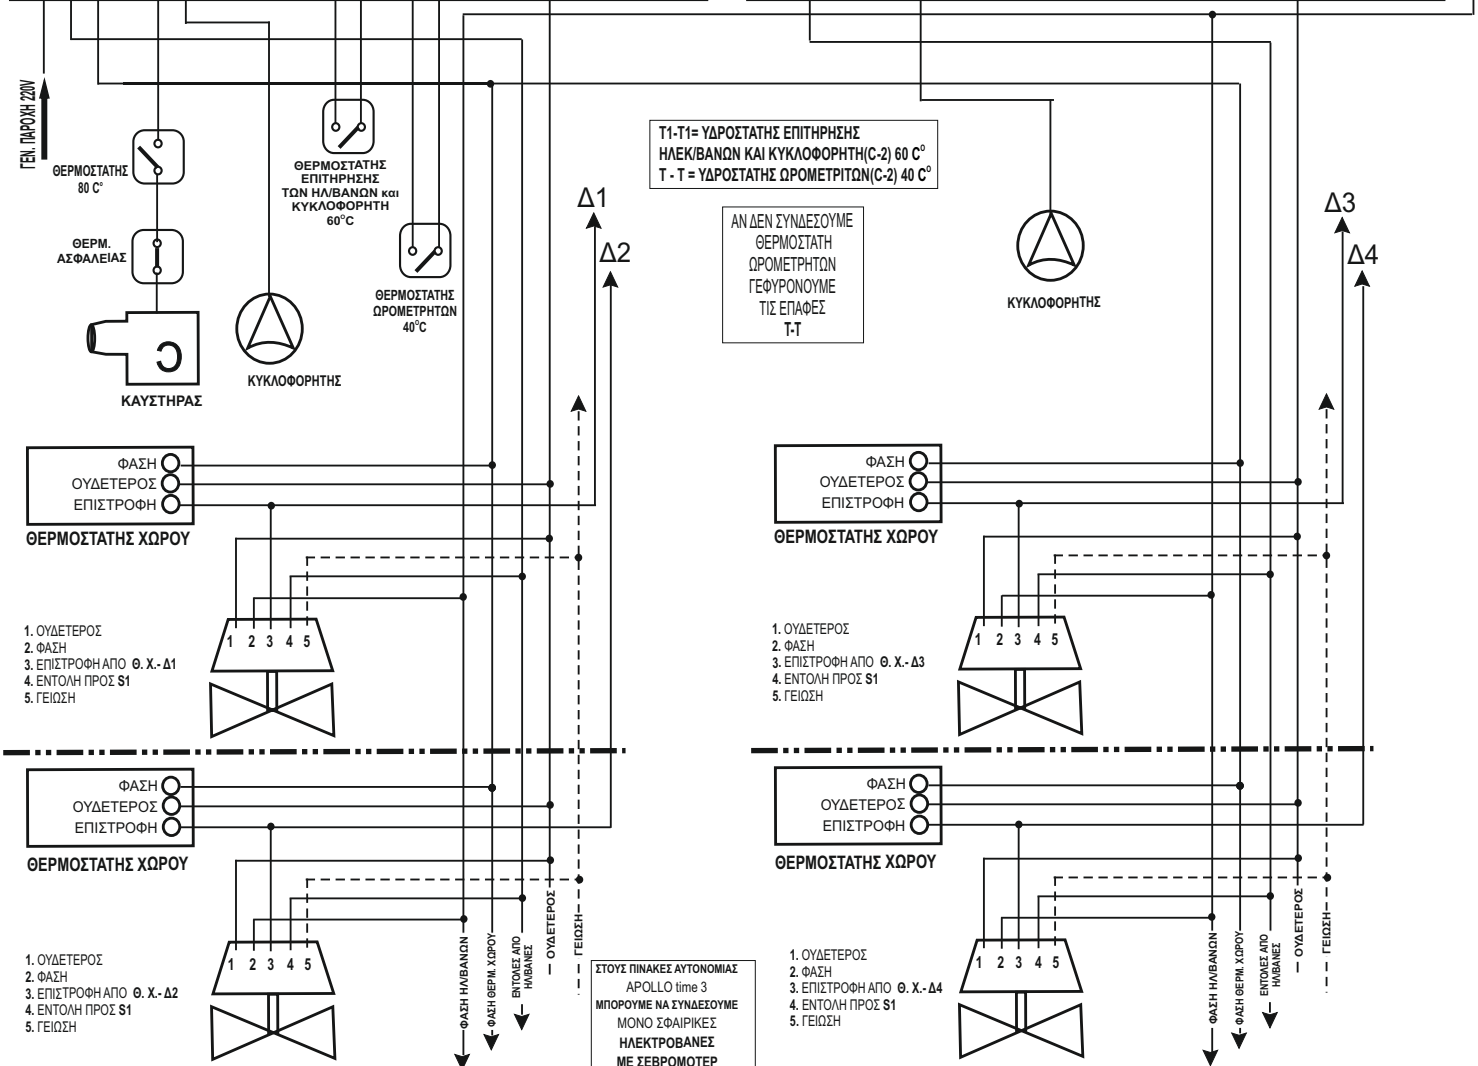 ΓΕΝ. ΠΑΡΟΧΗ 220V
ΘΕΡΜΟΣΤΑΤΗΣ
80 C°
ΘΕΡΜ.
ΑΣΦΑΛΕΙΑΣ
C
ΚΑΥΣΤΗΡΑΣ
ΚΥΚΛΟΦΟΡΗΤΗΣ
ΘΕΡΜΟΣΤΑΤΗΣ
ΕΠΙΤΗΡΗΣΗΣ
ΤΩΝ ΗΛ/ΒΑΝΩΝ και
ΚΥΚΛΟΦΟΡΗΤΗ
60°C
ΘΕΡΜΟΣΤΑΤΗΣ
ΩΡΟΜΕΤΡΗΤΩΝ
40°C
Δ1
Δ2
Τ1-Τ1= ΥΔΡΟΣΤΑΤΗΣ ΕΠΙΤΗΡΗΣΗΣ
ΗΛΕΚ/ΒΑΝΩΝ ΚΑΙ ΚΥΚΛΟΦΟΡΗΤΗ(C-2) 60 C°
Τ - Τ = ΥΔΡΟΣΤΑΤΗΣ ΩΡΟΜΕΤΡΙΤΩΝ(C-2) 40 C°
ΑΝ ΔΕΝ ΣΥΝΔΕΣΟΥΜΕ
ΘΕΡΜΟΣΤΑΤΗ
ΩΡΟΜΕΤΡΗΤΩΝ
ΓΕΦΥΡΟΝΟΥΜΕ
ΤΙΣ ΕΠΑΦΕΣ
Τ-Τ
ΚΥΚΛΟΦΟΡΗΤΗΣ
Δ3
Δ4
ΦΑΣΗ
ΟΥΔΕΤΕΡΟΣ
ΕΠΙΣΤΡΟΦΗ
ΘΕΡΜΟΣΤΑΤΗΣ ΧΩΡΟΥ
1 2 3 4 5
1. ΟΥΔΕΤΕΡΟΣ
2. ΦΑΣΗ
3. ΕΠΙΣΤΡΟΦΗ ΑΠΟ Θ. Χ.- Δ1
4. ΕΝΤΟΛΗ ΠΡΟΣ S1
5. ΓΕΙΩΣΗ
ΦΑΣΗ
ΟΥΔΕΤΕΡΟΣ
ΕΠΙΣΤΡΟΦΗ
ΘΕΡΜΟΣΤΑΤΗΣ ΧΩΡΟΥ
1 2 3 4 5
1. ΟΥΔΕΤΕΡΟΣ
2. ΦΑΣΗ
3. ΕΠΙΣΤΡΟΦΗ ΑΠΟ Θ. Χ.- Δ3
4. ΕΝΤΟΛΗ ΠΡΟΣ S1
5. ΓΕΙΩΣΗ
ΦΑΣΗ
ΟΥΔΕΤΕΡΟΣ
ΕΠΙΣΤΡΟΦΗ
ΘΕΡΜΟΣΤΑΤΗΣ ΧΩΡΟΥ
1 2 3 4 5
1. ΟΥΔΕΤΕΡΟΣ
2. ΦΑΣΗ
3. ΕΠΙΣΤΡΟΦΗ ΑΠΟ Θ. Χ.- Δ2
4. ΕΝΤΟΛΗ ΠΡΟΣ S1
5. ΓΕΙΩΣΗ
ΦΑΣΗ ΗΛ/ΒΑΝΩΝ
ΦΑΣΗ ΘΕΡΜ. ΧΩΡΟΥ
ΕΝΤΟΛΕΣ ΑΠΟ
ΗΛ/ΒΑΝΕΣ
ΟΥΔΕΤΕΡΟΣ
ΓΕΙΩΣΗ
ΣΤΟΥΣ ΠΙΝΑΚΕΣ ΑΥΤΟΝΟΜΙΑΣ
APOLLO time 3
ΜΠΟΡΟΥΜΕ ΝΑ ΣΥΝΔΕΣΟΥΜΕ
ΜΟΝΟ ΣΦΑΙΡΙΚΕΣ
ΗΛΕΚΤΡΟΒΑΝΕΣ
ΜΕ ΣΕΒΡΟΜΟΤΕΡ
ΦΑΣΗ
ΟΥΔΕΤΕΡΟΣ
ΕΠΙΣΤΡΟΦΗ
ΘΕΡΜΟΣΤΑΤΗΣ ΧΩΡΟΥ
1 2 3 4 5
1. ΟΥΔΕΤΕΡΟΣ
2. ΦΑΣΗ
3. ΕΠΙΣΤΡΟΦΗ ΑΠΟ Θ. Χ.- Δ4
4. ΕΝΤΟΛΗ ΠΡΟΣ S1
5. ΓΕΙΩΣΗ
ΦΑΣΗ ΗΛ/ΒΑΝΩΝ
ΦΑΣΗ ΘΕΡΜ. ΧΩΡΟΥ
ΕΝΤΟΛΕΣ ΑΠΟ
ΗΛ/ΒΑΝΕΣ
ΟΥΔΕΤΕΡΟΣ
ΓΕΙΩΣΗ